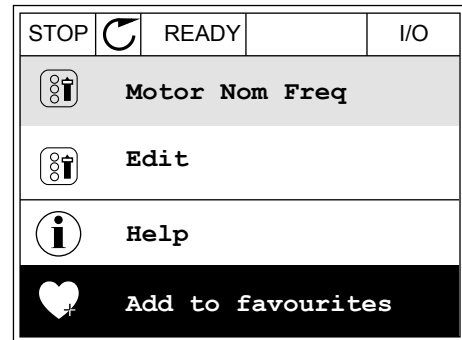 STOP READY I/O
Motor Nom Freq
Edit
Help
Add to favourites